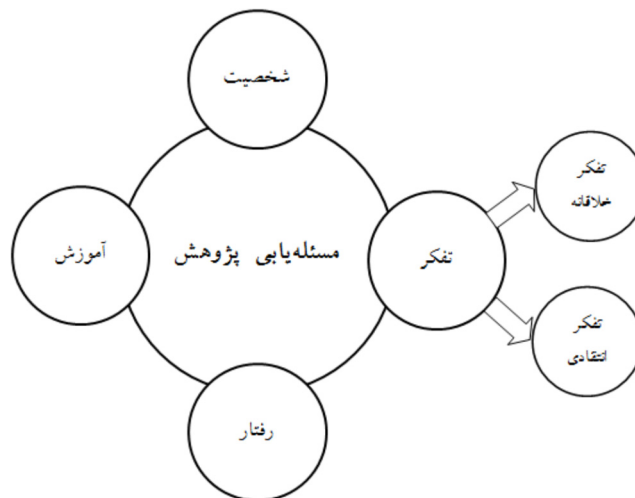 شخصیت
تفکر
خلاقانه
مسئله‌یابی پژوهش
تفکر
آموزش
تفکر
انتقادی
رفتار